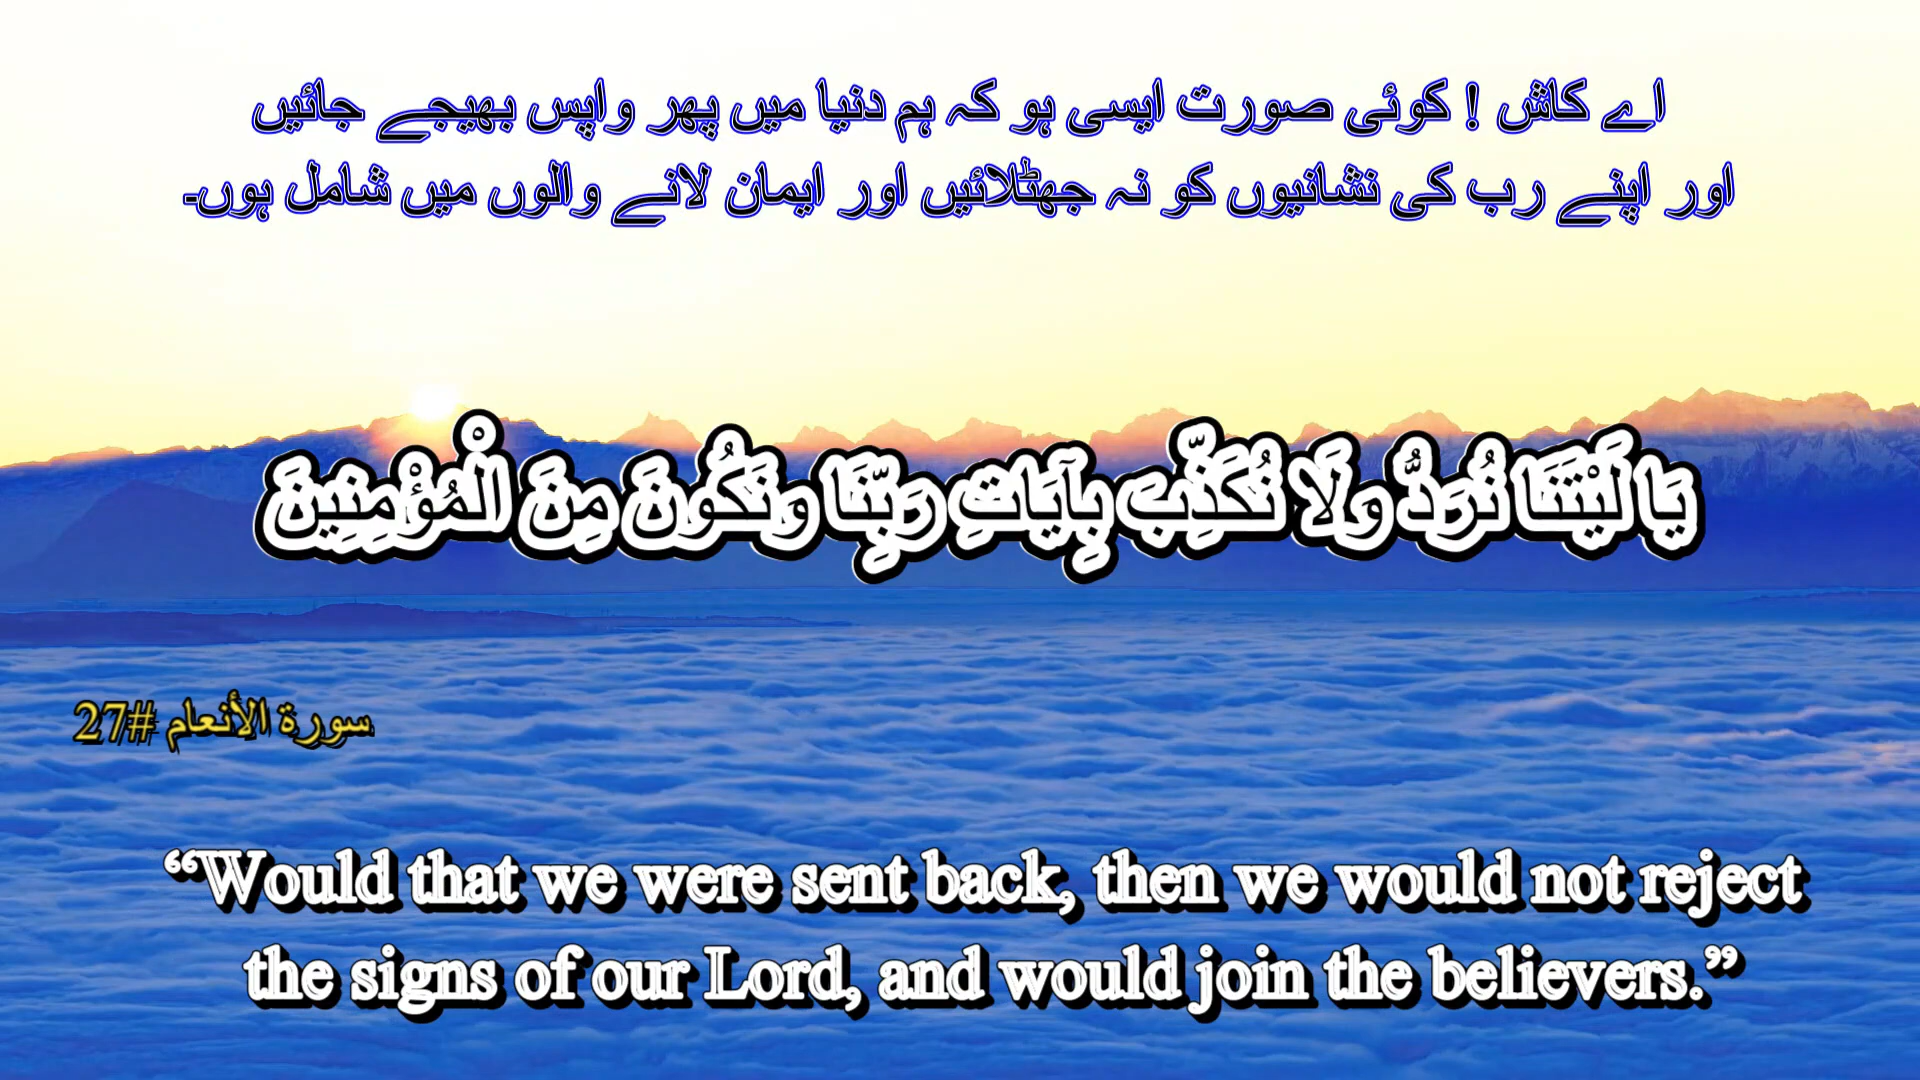 اے کاش ! کوئی صورت ایسی ہو کہ ہم دنیا میں پھر واپس بھیجے جائیں
اور اپنے رب کی نشانیوں کو نہ جھٹلائیں اور ایمان لانے والوں میں شامل ہوں۔
يَا لَيْتَنَا نُرَدُّ وَلَا نُكَذِّبَ بِآيَاتِ رَبِّنَا وَنَكُونَ مِنَ الْمُؤْمِنِينَ
سورة الأنعام #27
“Would that we were sent back, then we would not reject
the signs of our Lord, and would join the believers.”